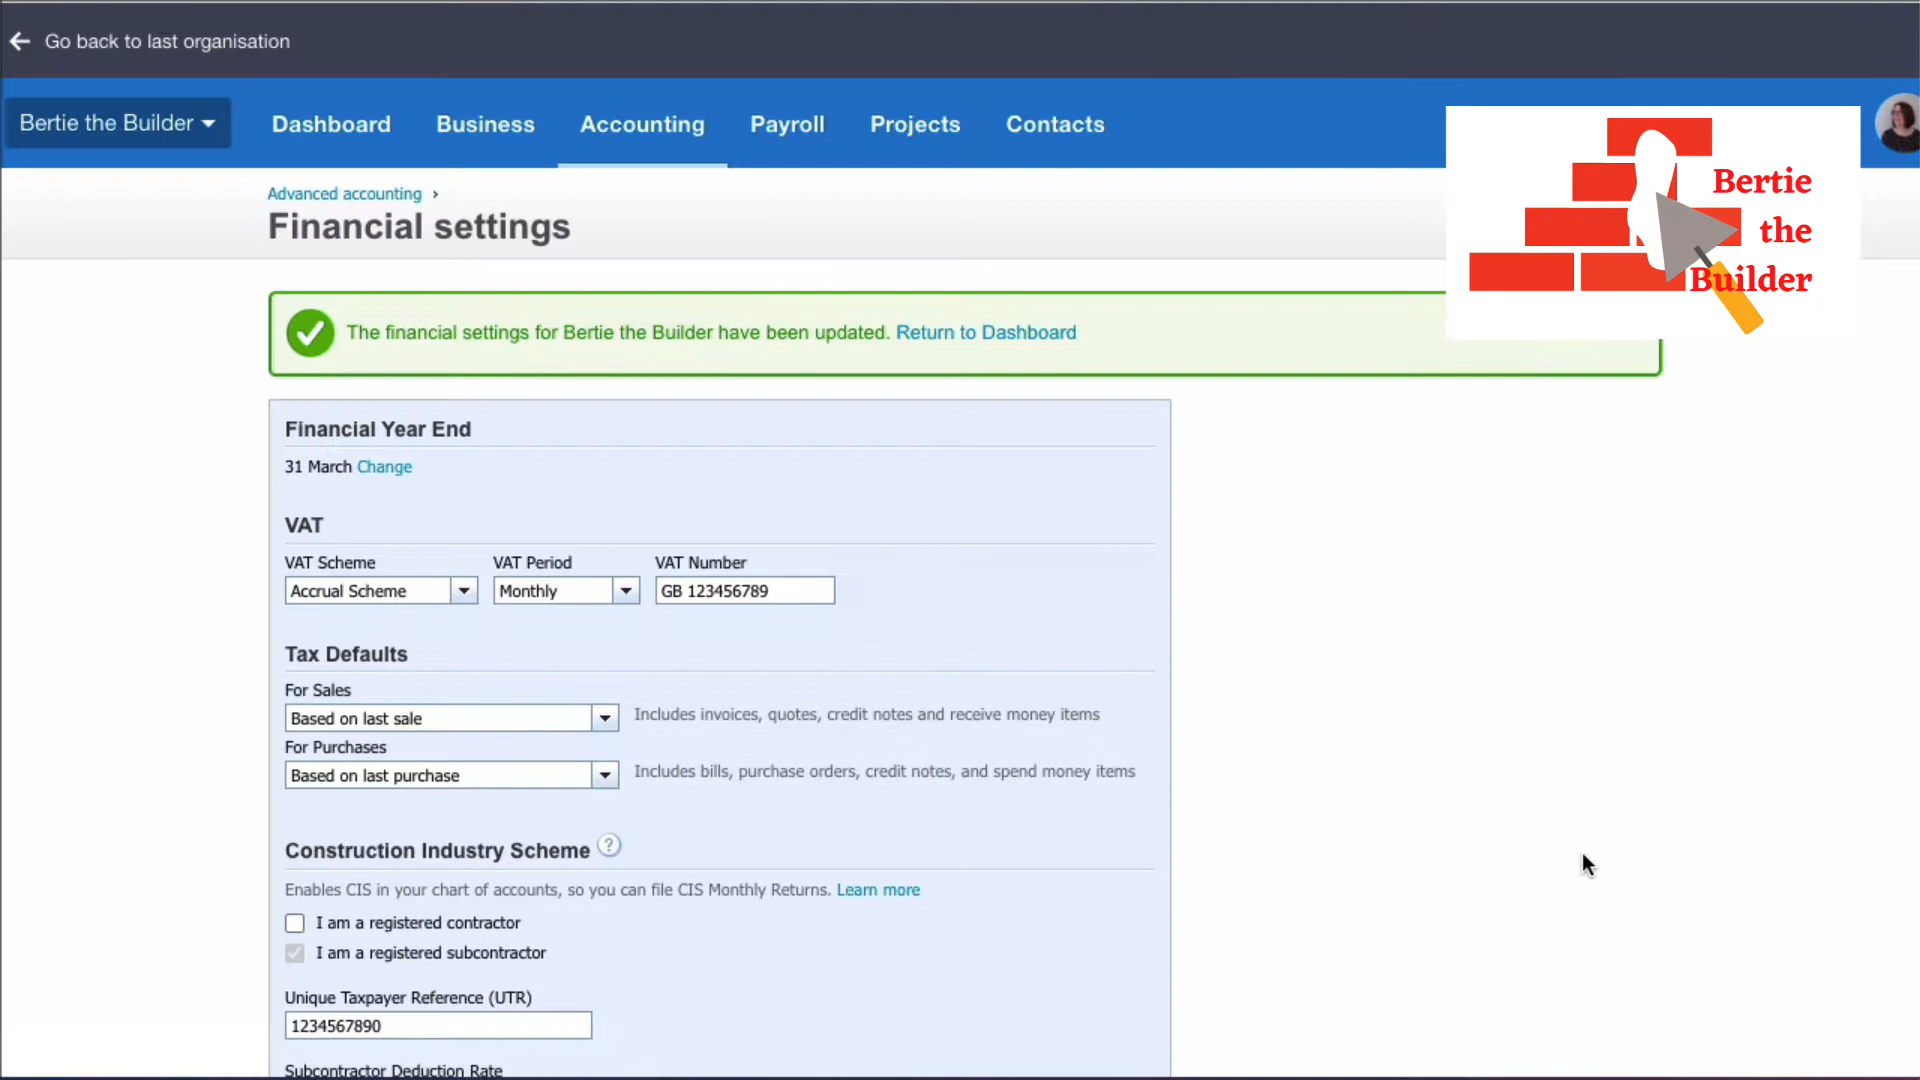 Go back to last organisation
Bertie the Builder
Dashboard
Business
Accounting
Payroll
Projects
Contacts
Bertie
the
Builder
Advanced accounting ›
Financial settings
The financial settings for Bertie the Builder have been updated. Return to Dashboard
Financial Year End
31 March Change
VAT
VAT Scheme
VAT Period
VAT Number
Accrual Scheme
Monthly
GB 123456789
Tax Defaults
For Sales
Based on last sale
Includes invoices, quotes, credit notes and receive money items
For Purchases
Based on last purchase
Includes bills, purchase orders, credit notes, and spend money items
Construction Industry Scheme ?
Enables CIS in your chart of accounts, so you can file CIS Monthly Returns. Learn more
I am a registered contractor
I am a registered subcontractor
Unique Taxpayer Reference (UTR)
1234567890
Subcontractor Deduction Rate